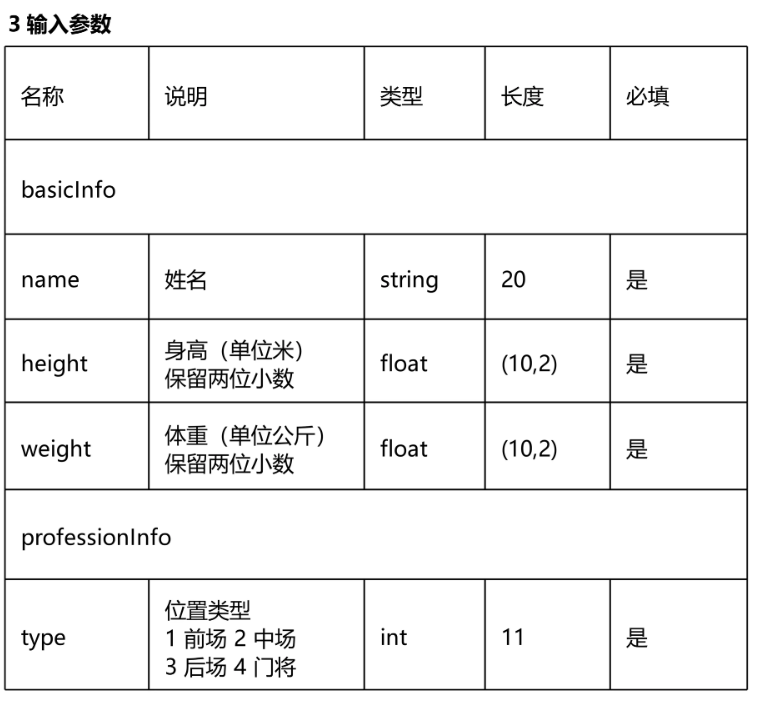 3 输入参数
名称 说明 类型 长度 必填
basicInfo
name 姓名 string 20 是
height 身高（单位米） float (10,2) 是
保留两位小数
weight 体重（单位公斤） float (10,2) 是
保留两位小数
professionInfo
位置类型
type 1 前场 2 中场 int 11 是
3 后场 4 门将